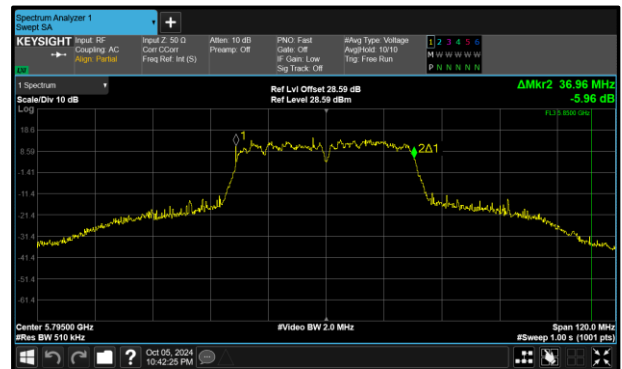 Spectrum Analyzer 1
Swept SA
+
KEYSIGHT
Input: RF
Coupling: AC
Align: Partial
Input Z: 50 Ω
Corr CCorr
Freq Ref: Int (S)
Atten: 10 dB
Preamp: Off
PNO: Fast
Gate: Off
IF Gain: Low
Sig Track: Off
#Avg Type: Voltage
Avg|Hold: 10/10
Trig: Free Run
1 2 3 4 5 6
M W W W W W
P N N N N N
LW
1 Spectrum
Scale/Div 10 dB
Ref Lvl Offset 28.59 dB
Ref Level 28.59 dBm
ΔMkr2 36.96 MHz
-5.96 dB
Log
18.6
8.59
-1.41
-11.4
-21.4
-31.4
-41.4
-51.4
-61.4
1
2Δ1
Center 5.79500 GHz
#Res BW 510 kHz
#Video BW 2.0 MHz
Span 120.0 MHz
#Sweep 1.00 s (1001 pts)
?
Oct 05, 2024
10:42:25 PM